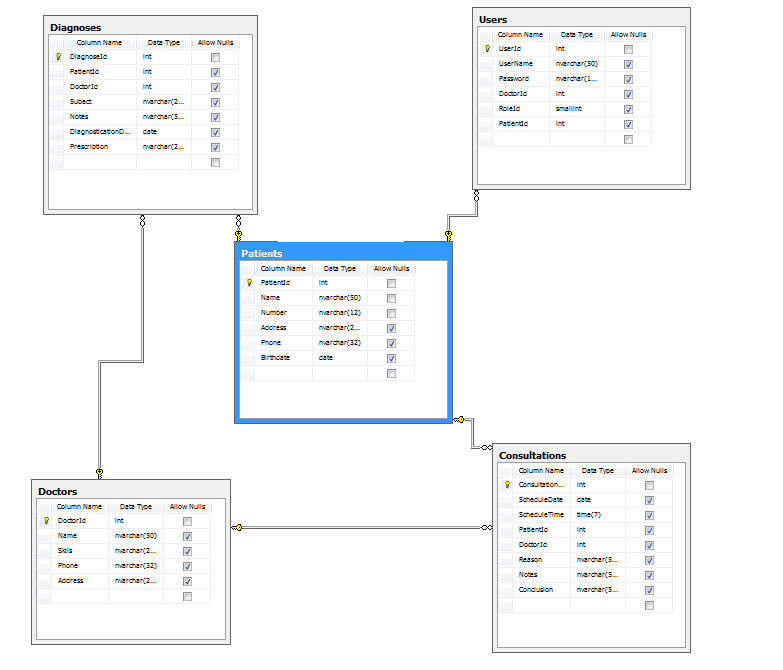 Diagnoses
Column Name Data Type Allow Nulls
DiagnoseId int
PatientId int
DoctorId int
Subect nvarchar(2...
Notes nvarchar(5...
DiagnosticationD... date
Prescription nvarchar(2...
Users
Column Name Data Type Allow Nulls
UserId int
UserName nvarchar(50)
Password nvarchar(1...
DoctorId int
RoleId smallint
PatientId int
Patients
Column Name Data Type Allow Nulls
PatientId int
Name nvarchar(50)
Number nvarchar(12)
Address nvarchar(2...
Phone nvarchar(32)
Birthdate date
Doctors
Column Name Data Type Allow Nulls
DoctorId int
Name nvarchar(50)
Skils nvarchar(2...
Phone nvarchar(32)
Address nvarchar(2...
Consultations
Column Name Data Type Allow Nulls
Consultation... int
ScheduleDate date
ScheduleTime time(7)
PatientId int
DoctorId int
Reason nvarchar(5...
Notes nvarchar(5...
Conclusion nvarchar(5...